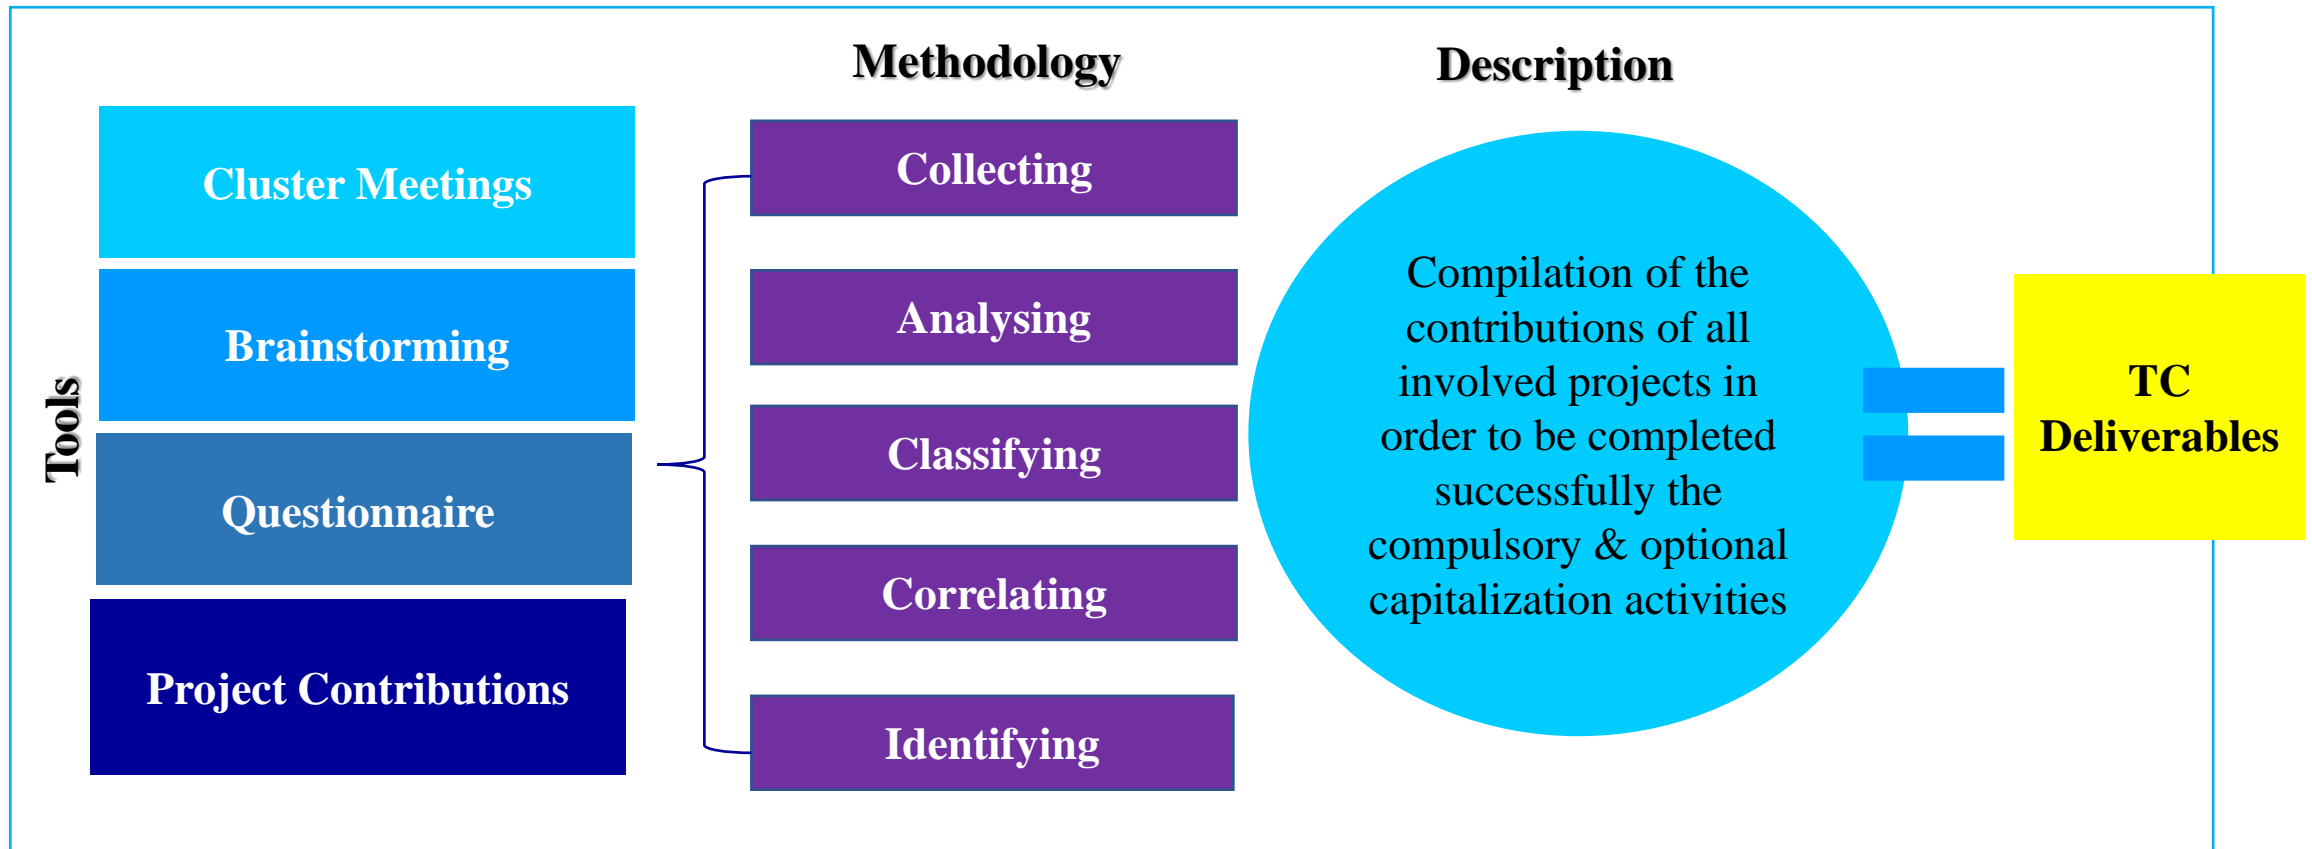 Tools
Cluster Meetings
Brainstorming
Questionnaire
Project Contributions
Methodology
Collecting
Analysing
Classifying
Correlating
Identifying
Description
Compilation of the
contributions of all
involved projects in
order to be completed
successfully the
compulsory & optional
capitalization activities
TC
Deliverables